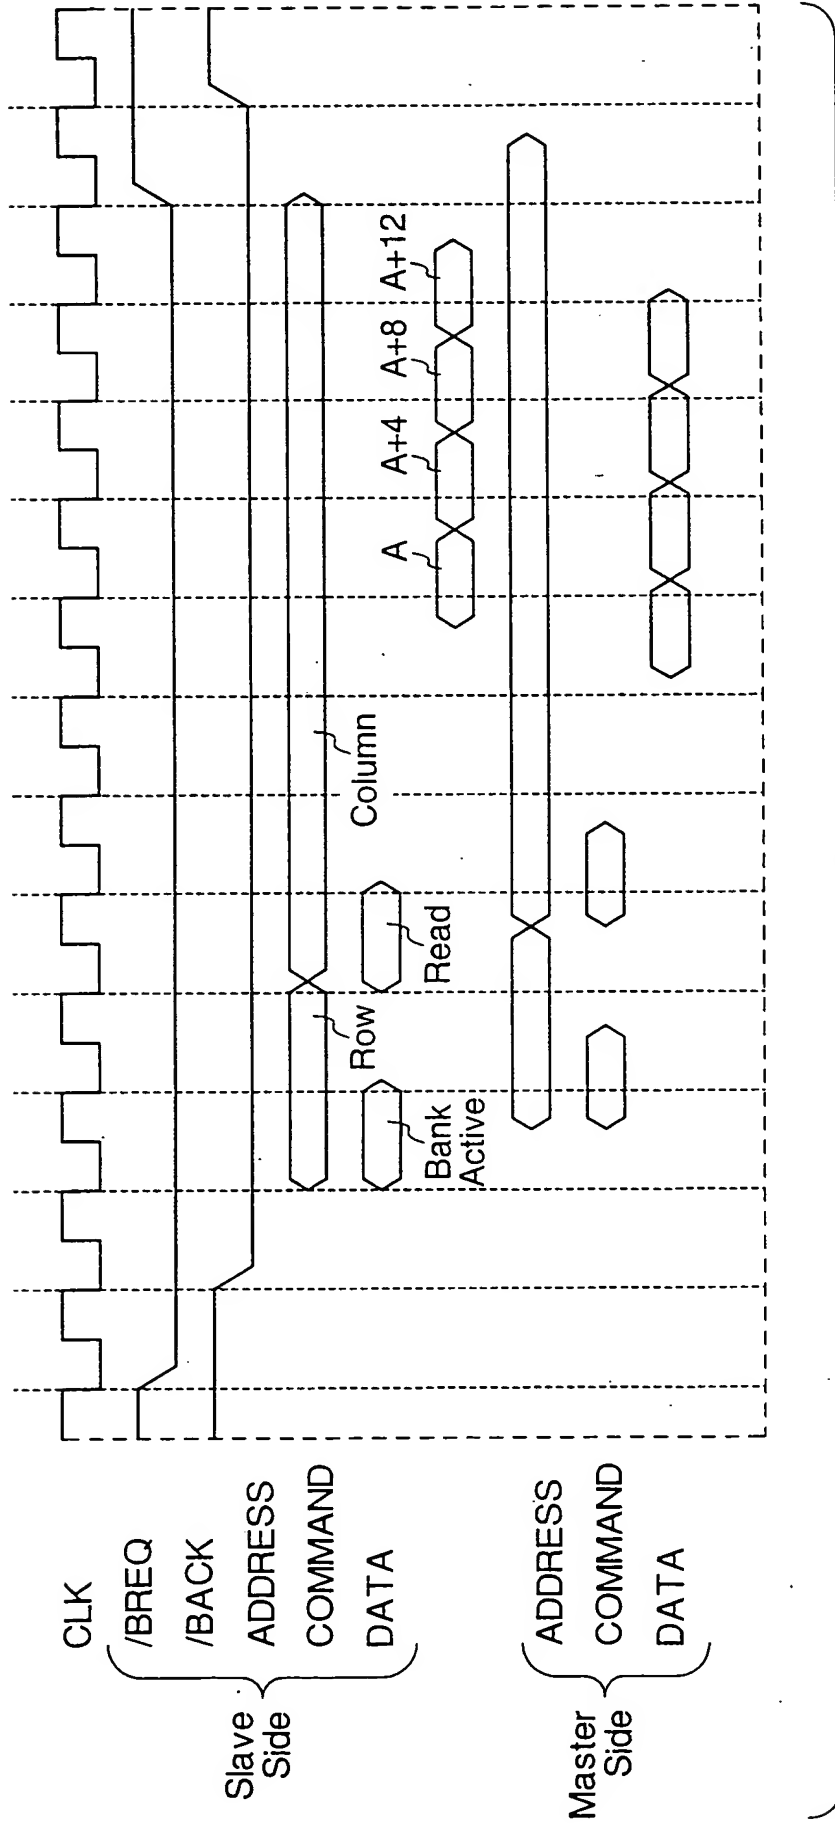 CLK
Slave
Side
/BREQ
/BACK
ADDRESS
COMMAND
DATA
Row
Column
Bank
Active
Read
A
A+4
A+8
A+12
Master
Side
ADDRESS
COMMAND
DATA